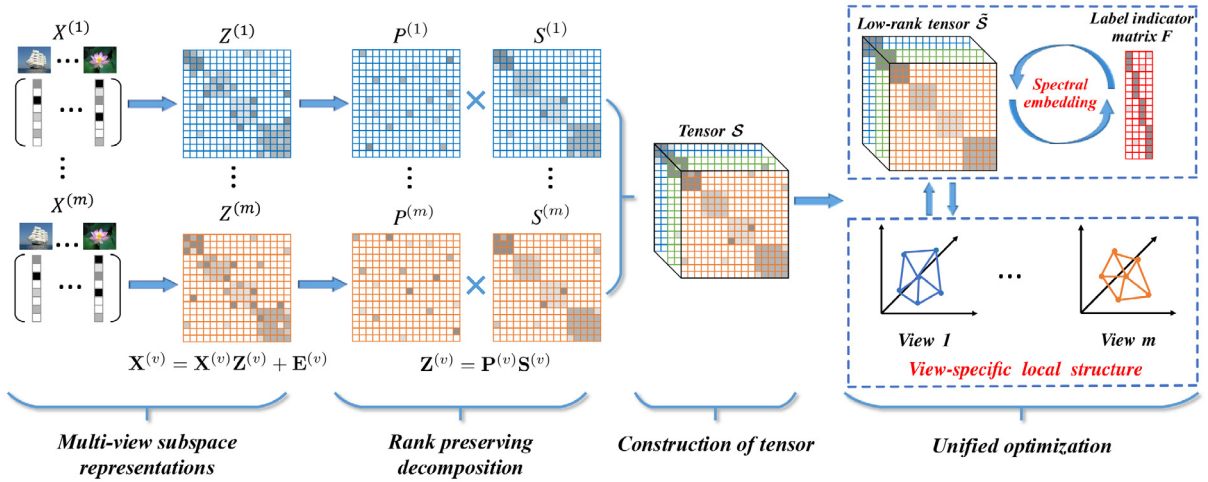 X^(1)
Z^(1)
P^(1)
S^(1)
X^(m)
Z^(m)
P^(m)
S^(m)
X^(v) = X^(v)Z^(v) + E^(v)
Z^(v) = P^(v)S^(v)
Tensor 𝒮
Low-rank tensor 𝒮̃
Label indicator
matrix F
Spectral
embedding
View 1
View m
View-specific local structure
Multi-view subspace
representations
Rank preserving
decomposition
Construction of tensor
Unified optimization